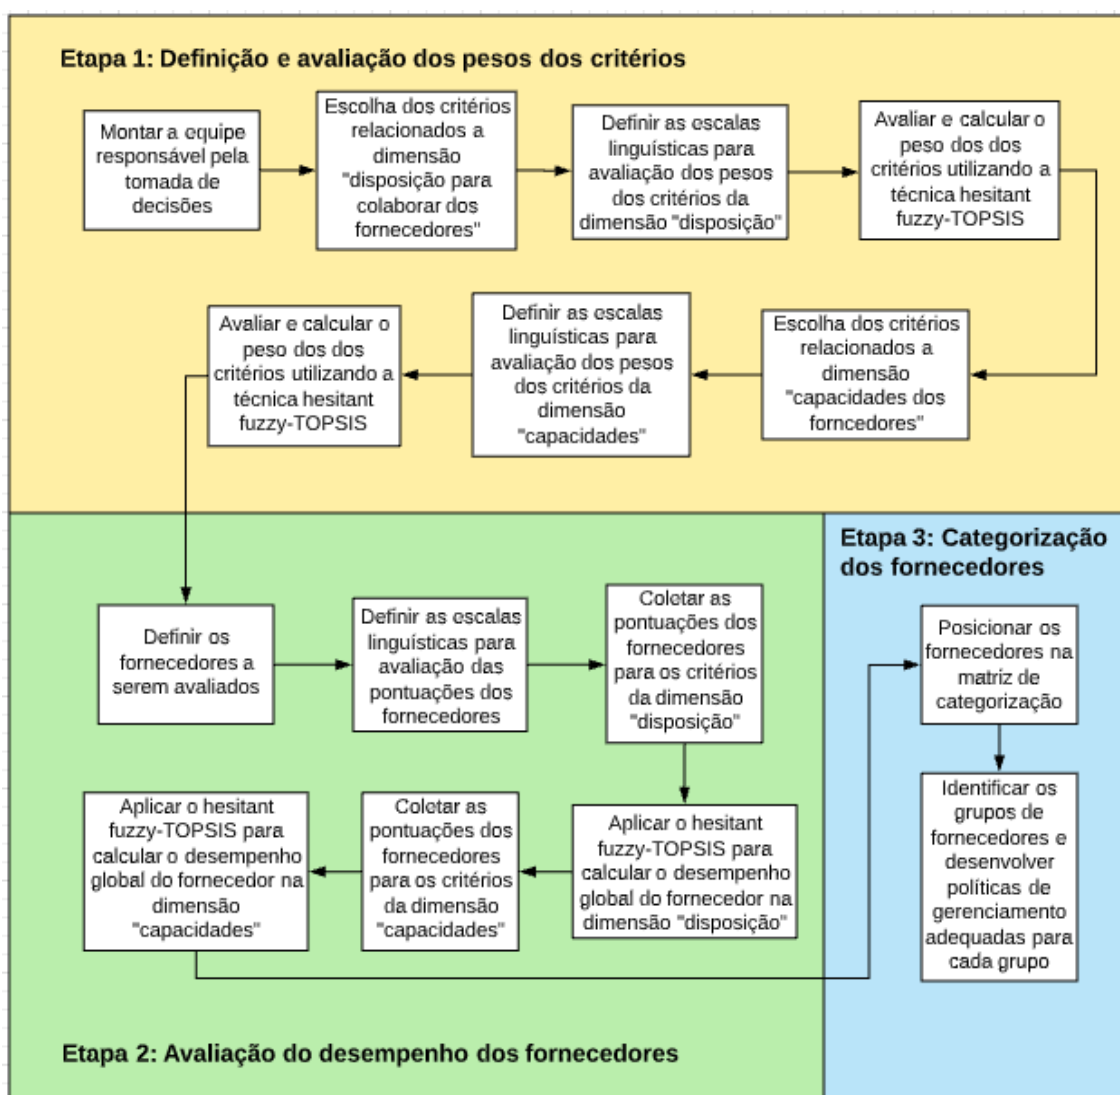 Etapa 1: Definição e avaliação dos pesos dos critérios
Montar a equipe
responsável pela
tomada de
decisões
Escolha dos critérios
relacionados a
dimensão
"disposição para
colaborar dos
fornecedores"
Definir as escalas
linguísticas para
avaliação dos pesos
dos critérios da
dimensão "disposição"
Avaliar e calcular o
peso dos dos
critérios utilizando a
técnica hesitant
fuzzy-TOPSIS
Escolha dos critérios
relacionados a
dimensão
"capacidades dos
forncedores"
Definir as escalas
linguísticas para
avaliação dos pesos
dos critérios da
dimensão
"capacidades"
Avaliar e calcular o
peso dos dos
critérios utilizando a
técnica hesitant
fuzzy-TOPSIS
Definir os
fornecedores a
serem avaliados
Definir as escalas
linguísticas para
avaliação das
pontuações dos
fornecedores
Coletar as
pontuações dos
fornecedores
para os critérios
da dimensão
"disposição"
Aplicar o hesitant
fuzzy-TOPSIS para
calcular o desempenho
global do fornecedor na
dimensão "disposição"
Coletar as
pontuações dos
fornecedores
para os critérios
da dimensão
"capacidades"
Aplicar o hesitant
fuzzy-TOPSIS para
calcular o desempenho
global do fornecedor na
dimensão
"capacidades"
Etapa 2: Avaliação do desempenho dos fornecedores
Etapa 3: Categorização
dos fornecedores
Posicionar os
fornecedores na
matriz de
categorização
Identificar os
grupos de
fornecedores e
desenvolver
políticas de
gerenciamento
adequadas para
cada grupo